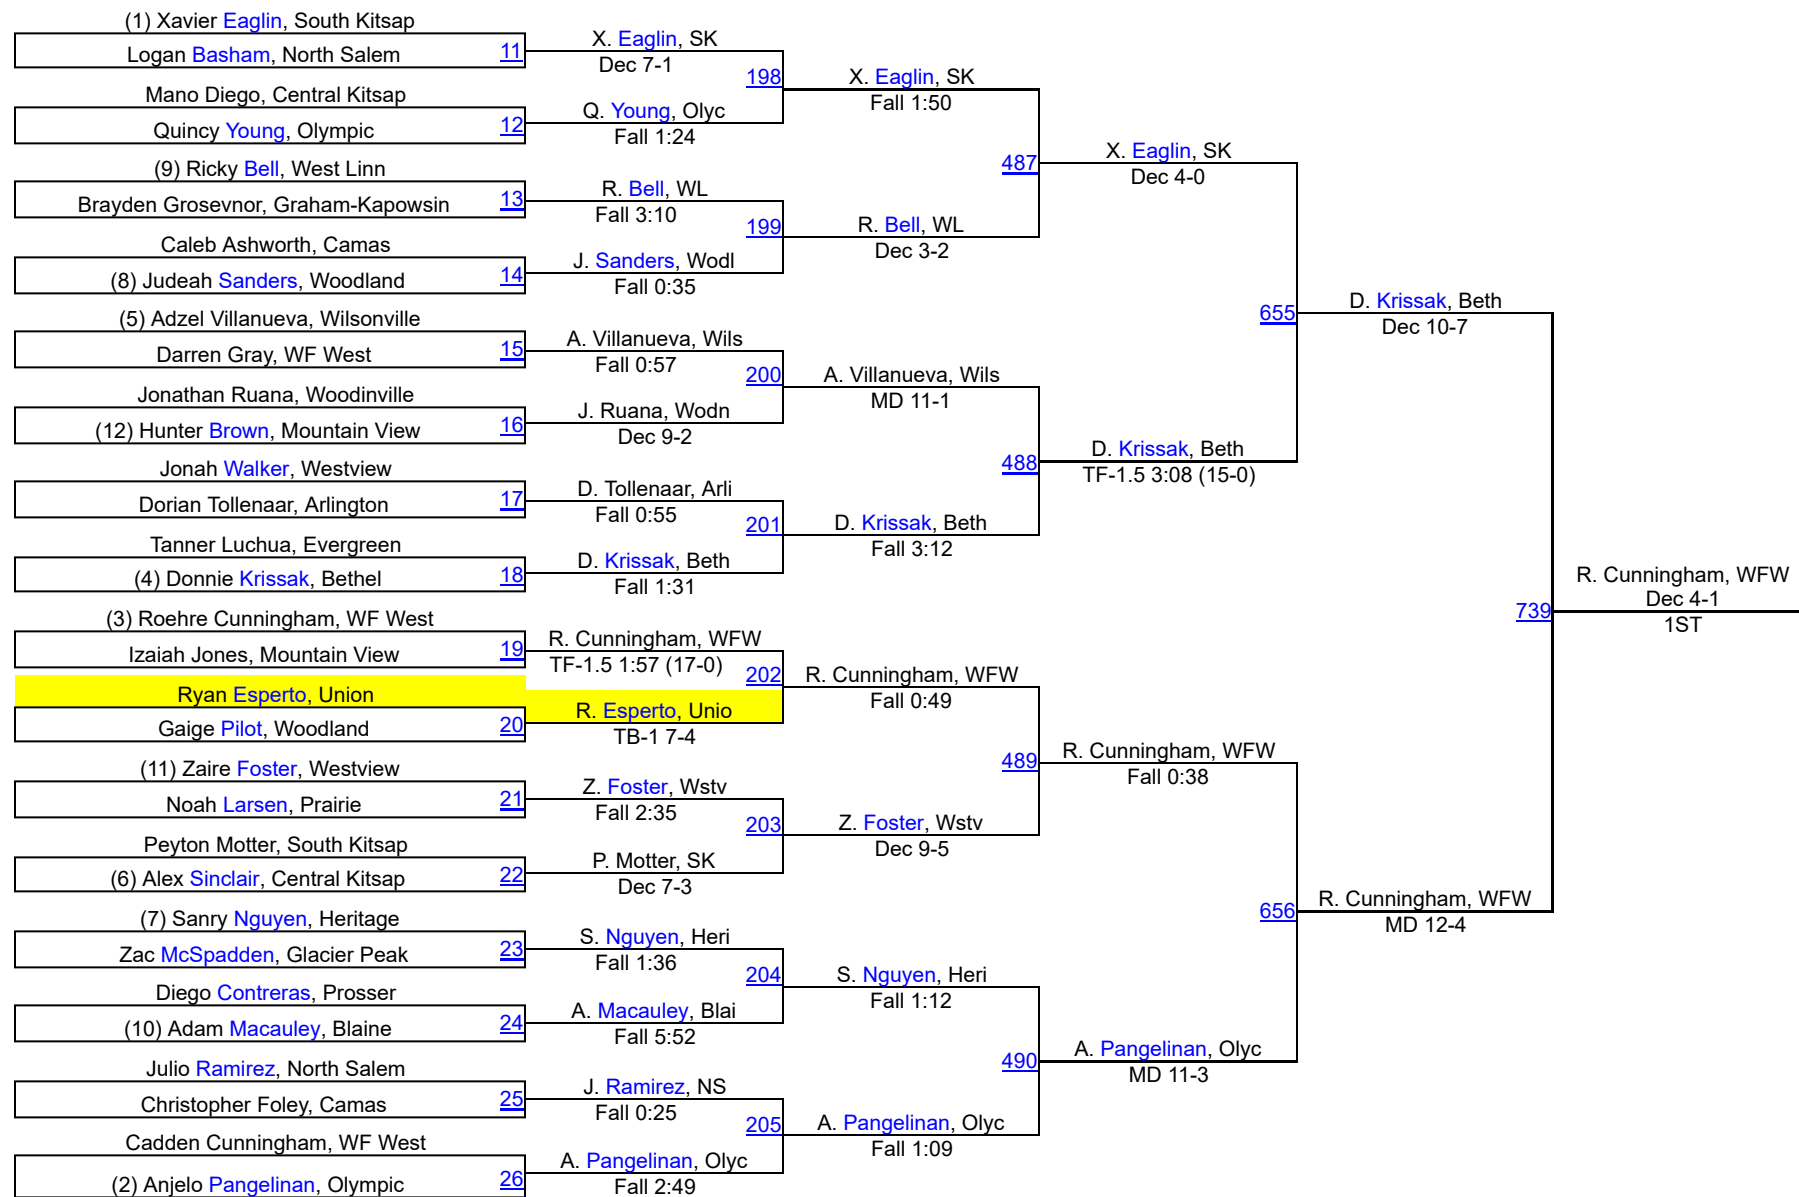 (1) Xavier Eaglin, South Kitsap
Logan Basham, North Salem
11
Mano Diego, Central Kitsap
Quincy Young, Olympic
12
(9) Ricky Bell, West Linn
Brayden Grosevnor, Graham-Kapowsin
13
Caleb Ashworth, Camas
(8) Judeah Sanders, Woodland
14
(5) Adzel Villanueva, Wilsonville
Darren Gray, WF West
15
Jonathan Ruana, Woodinville
(12) Hunter Brown, Mountain View
16
Jonah Walker, Westview
Dorian Tollenaar, Arlington
17
Tanner Luchua, Evergreen
(4) Donnie Krissak, Bethel
18
(3) Roehre Cunningham, WF West
Izaiah Jones, Mountain View
19
Ryan Esperto, Union
Gaige Pilot, Woodland
20
(11) Zaire Foster, Westview
Noah Larsen, Prairie
21
Peyton Motter, South Kitsap
(6) Alex Sinclair, Central Kitsap
22
(7) Sanry Nguyen, Heritage
Zac McSpadden, Glacier Peak
23
Diego Contreras, Prosser
(10) Adam Macauley, Blaine
24
Julio Ramirez, North Salem
Christopher Foley, Camas
25
Cadden Cunningham, WF West
(2) Anjelo Pangelinan, Olympic
26
X. Eaglin, SK
Dec 7-1
198
Q. Young, Olyc
Fall 1:24
R. Bell, WL
Fall 3:10
199
J. Sanders, Wodl
Fall 0:35
A. Villanueva, Wils
Fall 0:57
200
J. Ruana, Wodn
Dec 9-2
D. Tollenaar, Arli
Fall 0:55
201
D. Krissak, Beth
Fall 1:31
R. Cunningham, WFW
TF-1.5 1:57 (17-0)
202
R. Esperto, Unio
TB-1 7-4
Z. Foster, Wstv
Fall 2:35
203
P. Motter, SK
Dec 7-3
S. Nguyen, Heri
Fall 1:36
204
A. Macauley, Blai
Fall 5:52
J. Ramirez, NS
Fall 0:25
205
A. Pangelinan, Olyc
Fall 2:49
X. Eaglin, SK
Fall 1:50
487
R. Bell, WL
Dec 3-2
A. Villanueva, Wils
MD 11-1
488
D. Krissak, Beth
Fall 3:12
R. Cunningham, WFW
Fall 0:49
489
Z. Foster, Wstv
Dec 9-5
S. Nguyen, Heri
Fall 1:12
490
A. Pangelinan, Olyc
Fall 1:09
X. Eaglin, SK
Dec 4-0
655
D. Krissak, Beth
TF-1.5 3:08 (15-0)
R. Cunningham, WFW
Fall 0:38
656
A. Pangelinan, Olyc
MD 11-3
D. Krissak, Beth
Dec 10-7
739
R. Cunningham, WFW
MD 12-4
R. Cunningham, WFW
Dec 4-1
1ST